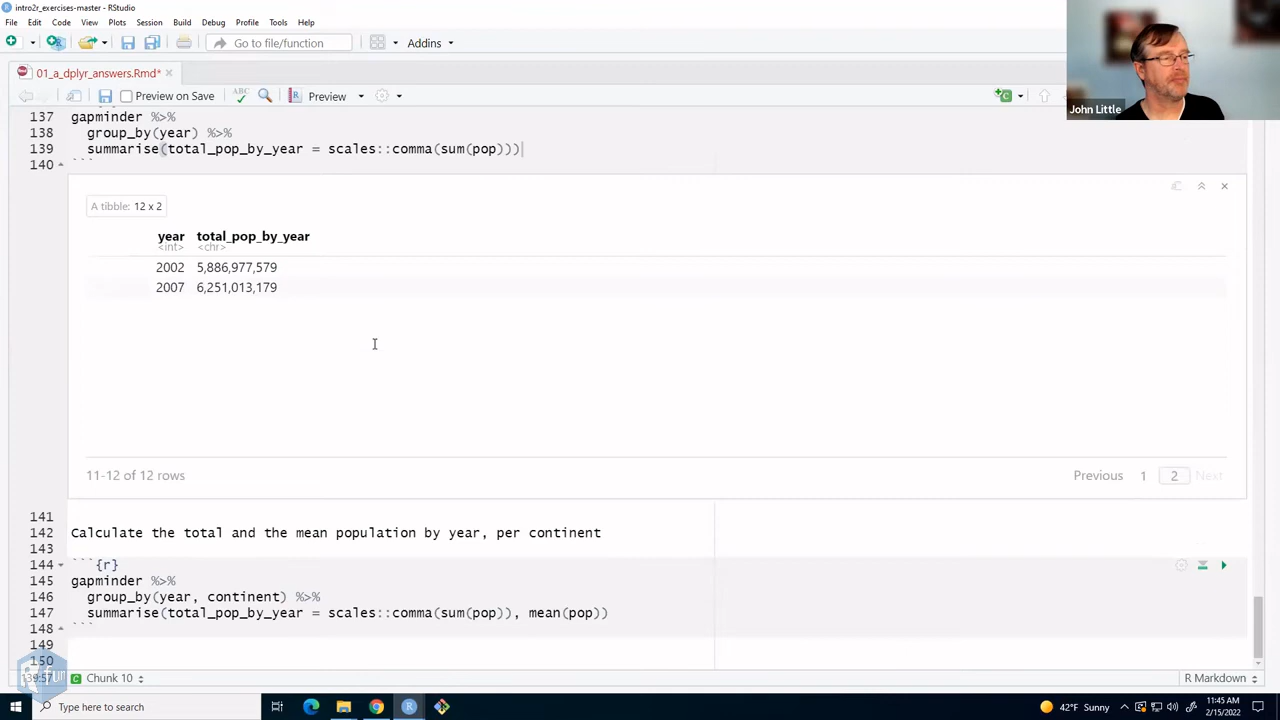 intro2r_exercises-master - RStudio
File Edit Code View Plots Session Build Debug Profile Tools Help
Go to file/function Addins
John Little
01_a_dplyr_answers.Rmd*
Preview on Save ABC Preview
137 gapminder %>%
138 group_by(year) %>%
139 summarise(total_pop_by_year = scales::comma(sum(pop)))
140 ```
A tibble: 12 x 2
year total_pop_by_year
<int> <chr>
2002 5,886,977,579
2007 6,251,013,179
11-12 of 12 rows Previous 1 2 Next
141
142 Calculate the total and the mean population by year, per continent
143
144 ```{r}
145 gapminder %>%
146 group_by(year, continent) %>%
147 summarise(total_pop_by_year = scales::comma(sum(pop)), mean(pop))
148 ```
149
150
R fun
139:57 Chunk 10 R Markdown
Type here to search 42°F Sunny 11:45 AM
2/15/2022